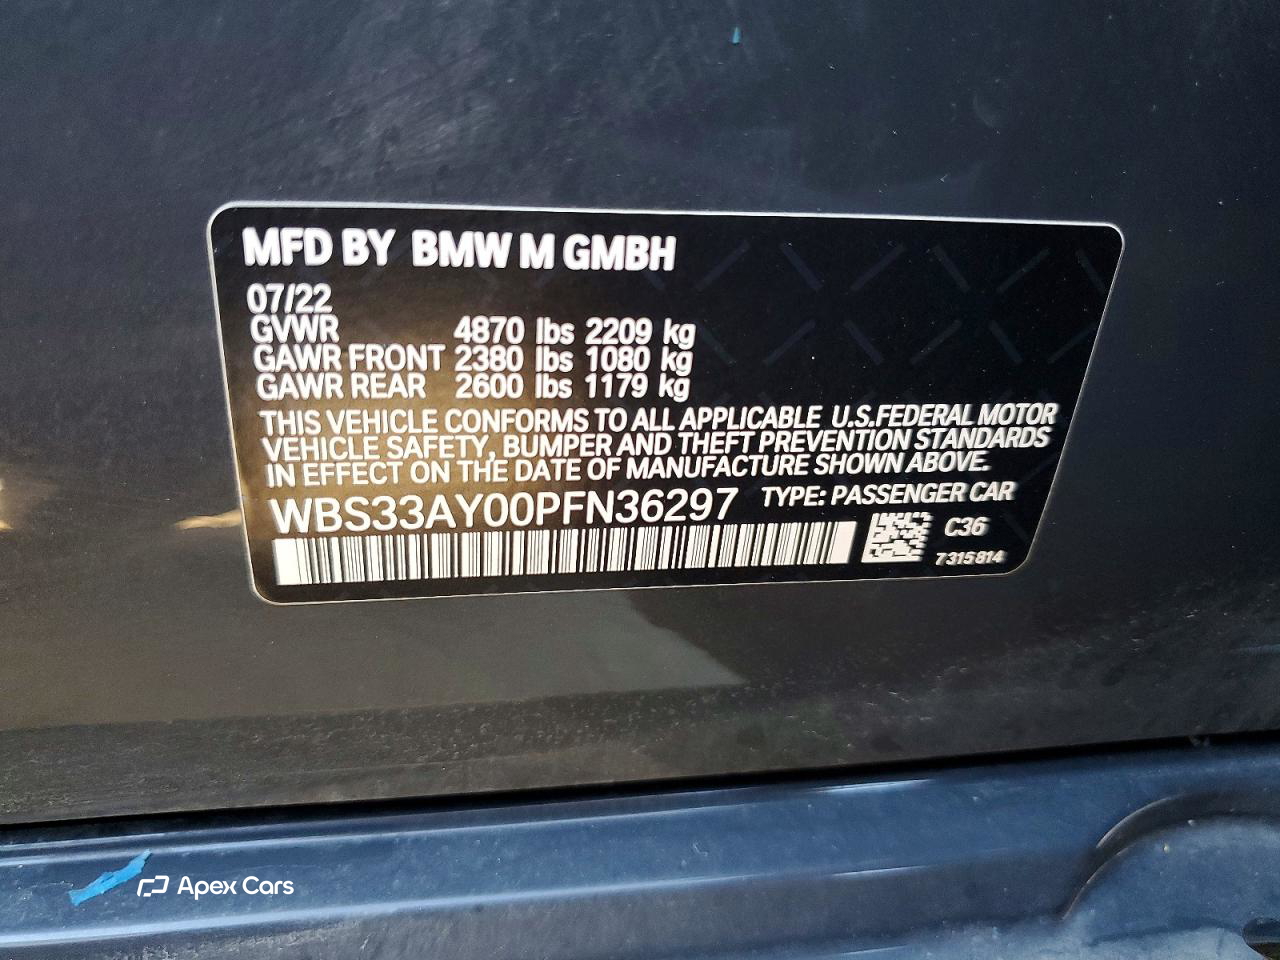 MFD BY BMW M GMBH
07/22
GVWR 4870 lbs 2209 kg
GAWR FRONT 2380 lbs 1080 kg
GAWR REAR 2600 lbs 1179 kg
THIS VEHICLE CONFORMS TO ALL APPLICABLE U.S.FEDERAL MOTOR
VEHICLE SAFETY, BUMPER AND THEFT PREVENTION STANDARDS
IN EFFECT ON THE DATE OF MANUFACTURE SHOWN ABOVE.
WBS33AY00PFN36297 TYPE: PASSENGER CAR
C36
7315814
Apex Cars